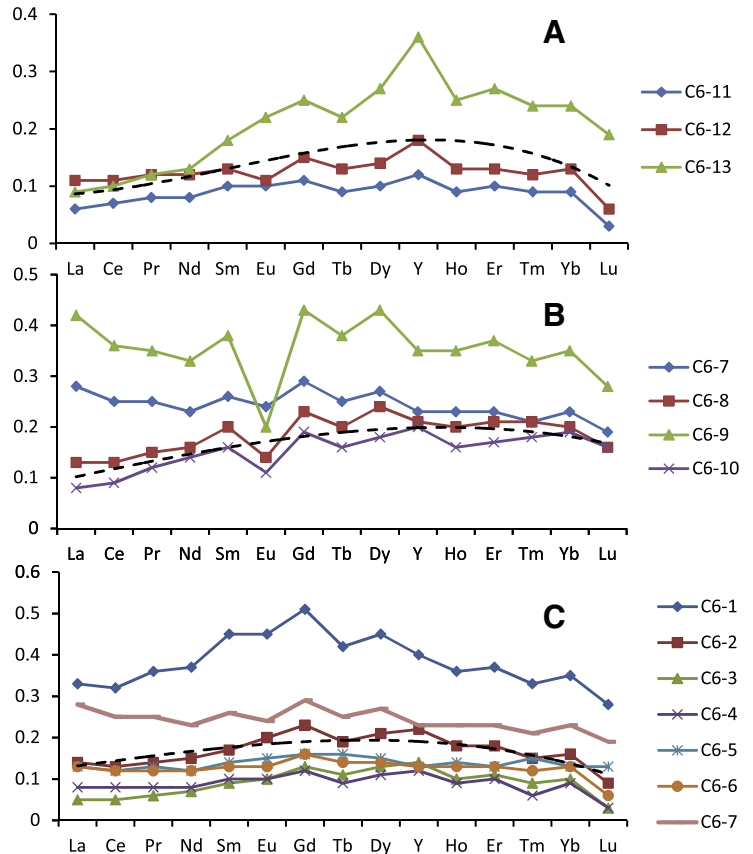 0.4
A
0.3
C6-11
C6-12
0.2
C6-13
0.1
0
La Ce Pr Nd Sm Eu Gd Tb Dy Y Ho Er Tm Yb Lu
0.5
B
0.4
C6-7
0.3
C6-8
0.2
C6-9
C6-10
0.1
0
La Ce Pr Nd Sm Eu Gd Tb Dy Y Ho Er Tm Yb Lu
0.6
C
C6-1
0.5
C6-2
0.4
C6-3
0.3
C6-4
0.2
C6-5
0.1
C6-6
0
C6-7
La Ce Pr Nd Sm Eu Gd Tb Dy Y Ho Er Tm Yb Lu